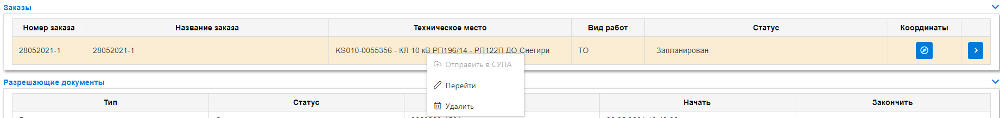 Заказы
Номер заказа Название заказа Техническое место Вид работ Статус Координаты
28052021-1 28052021-1 KS010-0055356 - КЛ 10 кВ РП196/14 - РП122П ДО Снегири ТО Запланирован
Отправить в СУПА
Разрешающие документы
Перейти
Тип Статус Начать Закончить
Удалить